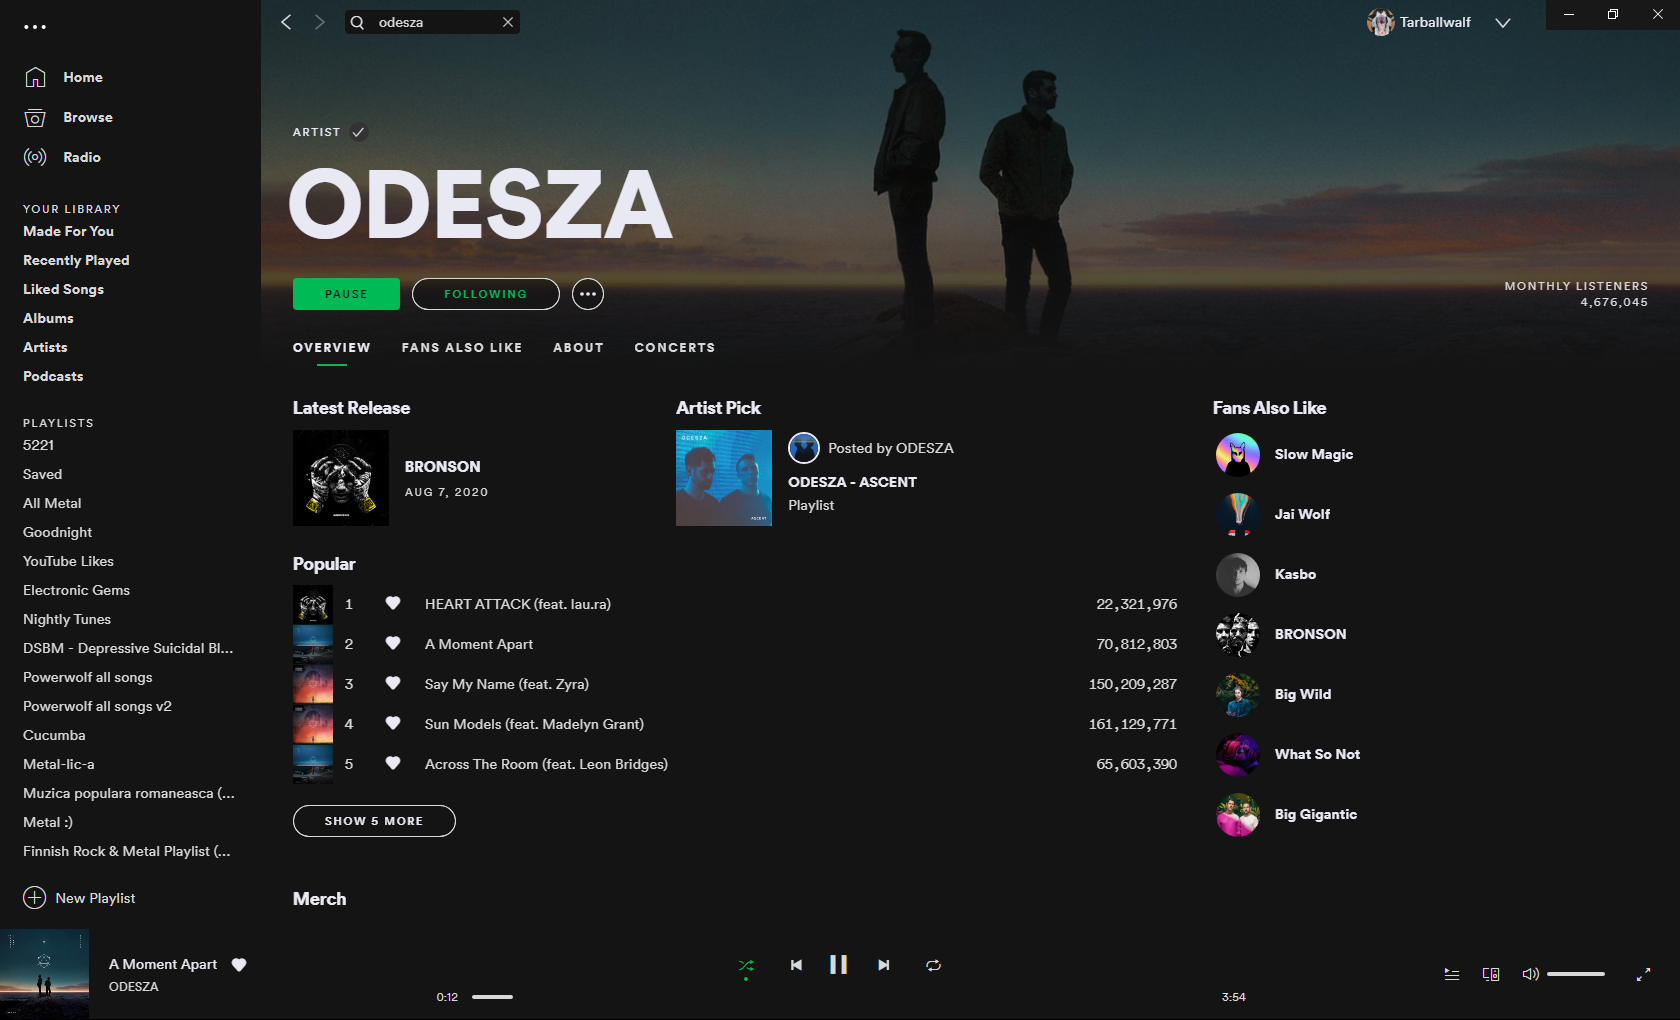 odesza
Tarballwalf
Home
Browse
Radio
YOUR LIBRARY
Made For You
Recently Played
Liked Songs
Albums
Artists
Podcasts
PLAYLISTS
5221
Saved
All Metal
Goodnight
YouTube Likes
Electronic Gems
Nightly Tunes
DSBM - Depressive Suicidal Bl...
Powerwolf all songs
Powerwolf all songs v2
Cucumba
Metal-lic-a
Muzica populara romaneasca (...
Metal :)
Finnish Rock & Metal Playlist (...
New Playlist
ARTIST
ODESZA
PAUSE
FOLLOWING
MONTHLY LISTENERS
4,676,045
OVERVIEW
FANS ALSO LIKE
ABOUT
CONCERTS
Latest Release
BRONSON
AUG 7, 2020
Artist Pick
ODESZA
ASCENT
Posted by ODESZA
ODESZA - ASCENT
Playlist
Popular
1 HEART ATTACK (feat. lau.ra) 22,321,976
2 A Moment Apart 70,812,803
3 Say My Name (feat. Zyra) 150,209,287
4 Sun Models (feat. Madelyn Grant) 161,129,771
5 Across The Room (feat. Leon Bridges) 65,603,390
SHOW 5 MORE
Merch
Fans Also Like
Slow Magic
Jai Wolf
Kasbo
BRONSON
Big Wild
What So Not
Big Gigantic
A Moment Apart
ODESZA
0:12
3:54